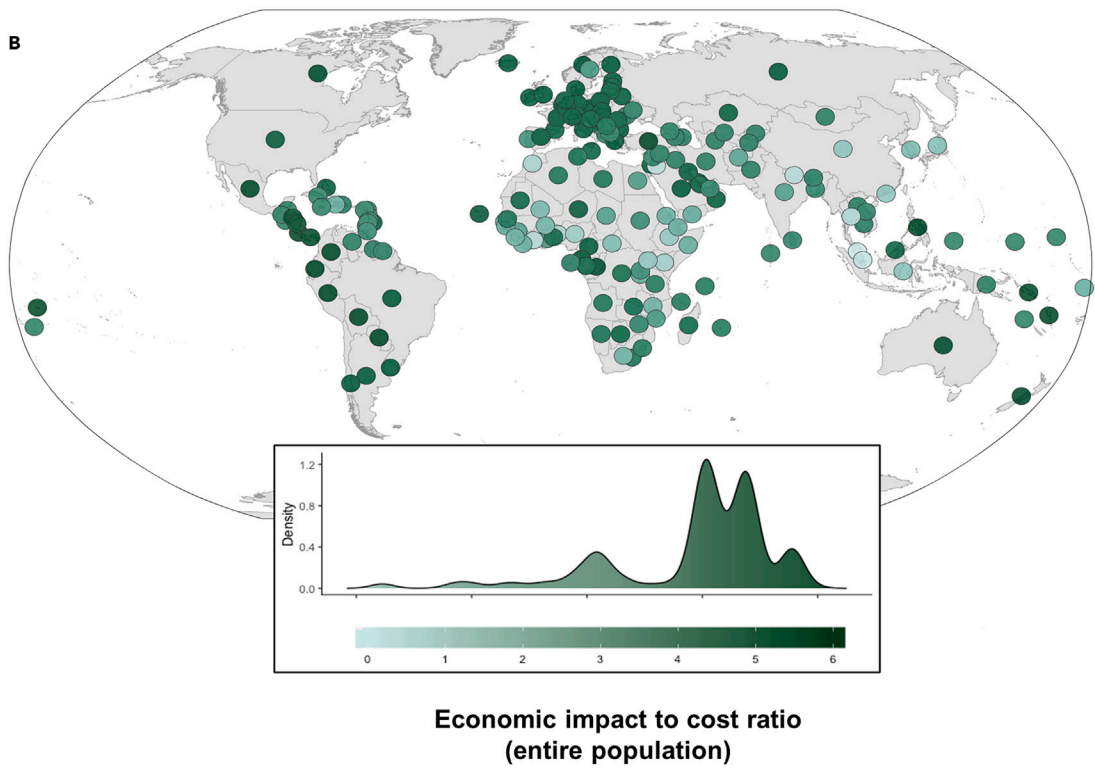 B
Density
1.2
0.8
0.4
0.0
0 1 2 3 4 5 6
Economic impact to cost ratio
(entire population)